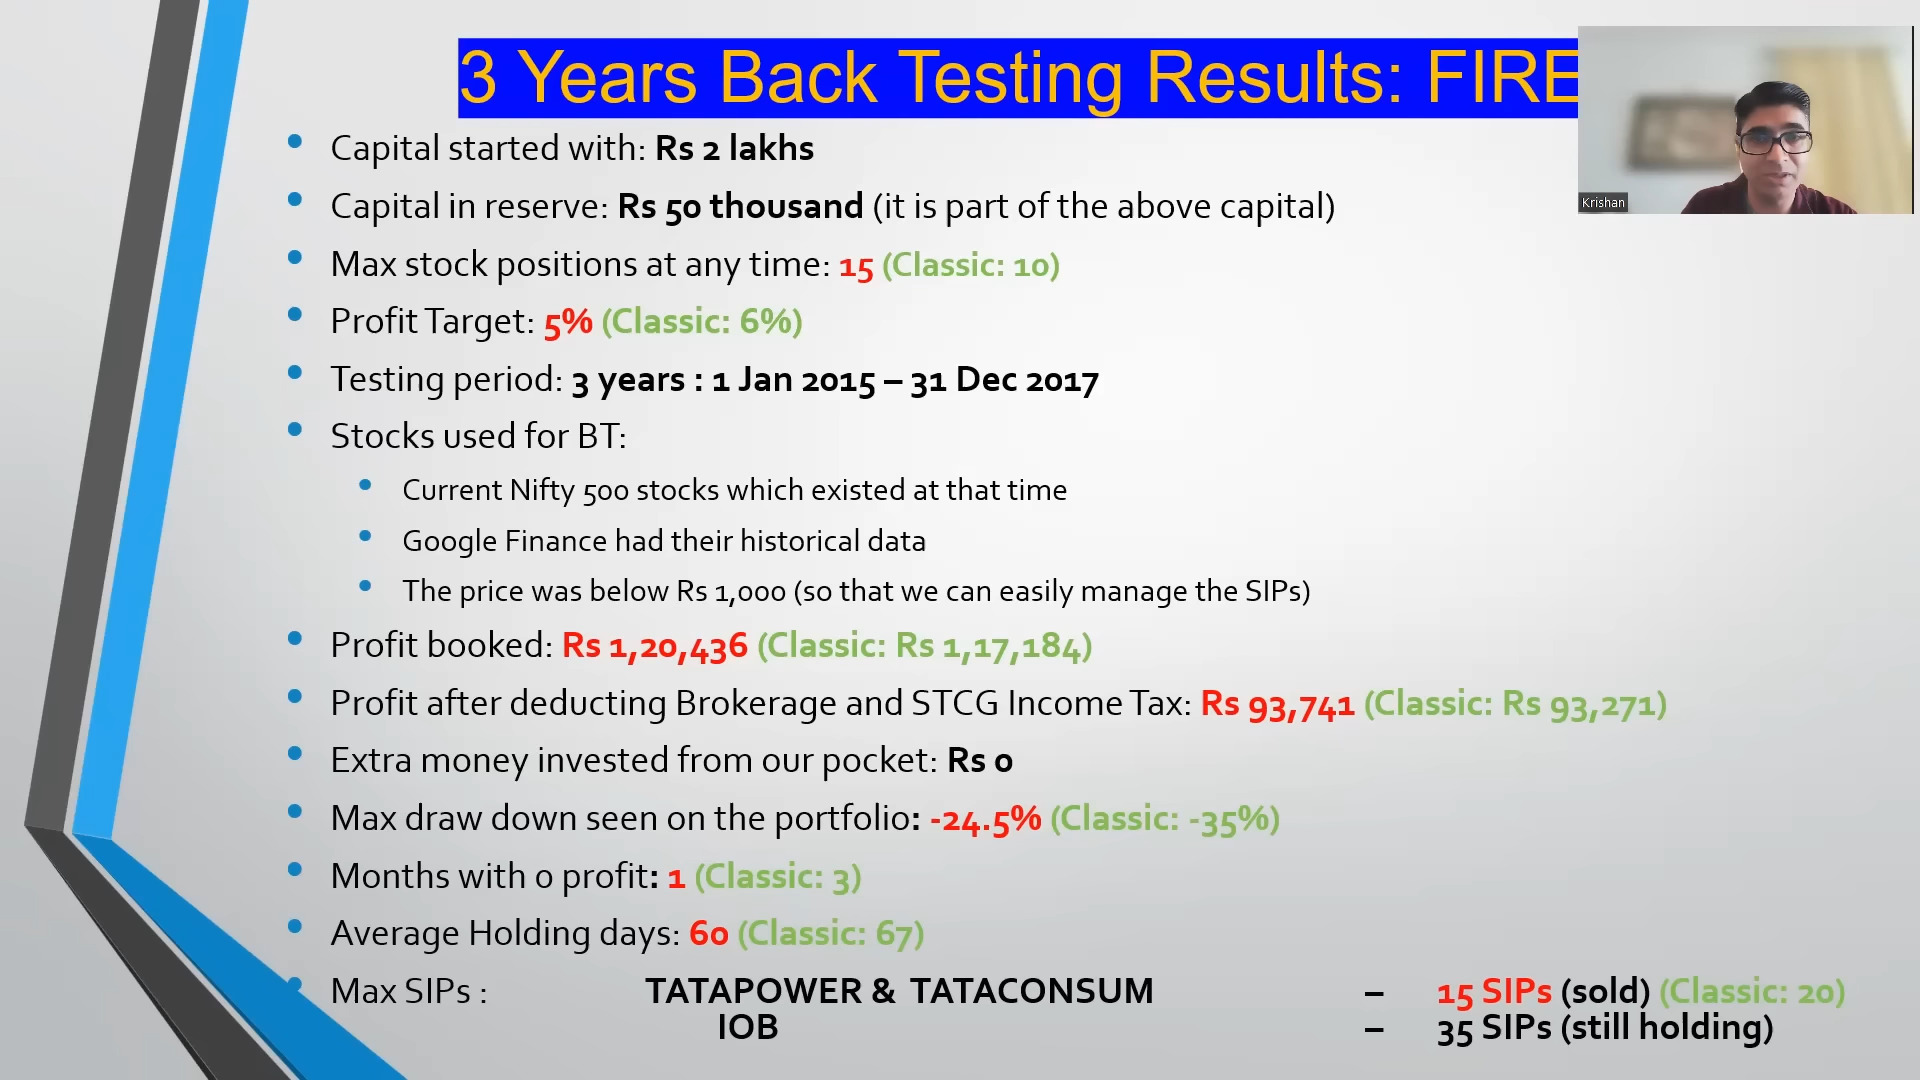 3 Years Back Testing Results: FIRE
Krishan
Capital started with: Rs 2 lakhs
Capital in reserve: Rs 50 thousand (it is part of the above capital)
Max stock positions at any time: 15 (Classic: 10)
Profit Target: 5% (Classic: 6%)
Testing period: 3 years : 1 Jan 2015 – 31 Dec 2017
Stocks used for BT:
Current Nifty 500 stocks which existed at that time
Google Finance had their historical data
The price was below Rs 1,000 (so that we can easily manage the SIPs)
Profit booked: Rs 1,20,436 (Classic: Rs 1,17,184)
Profit after deducting Brokerage and STCG Income Tax: Rs 93,741 (Classic: Rs 93,271)
Extra money invested from our pocket: Rs 0
Max draw down seen on the portfolio: -24.5% (Classic: -35%)
Months with 0 profit: 1 (Classic: 3)
Average Holding days: 60 (Classic: 67)
Max SIPs : TATAPOWER & TATACONSUM – 15 SIPs (sold) (Classic: 20)
IOB – 35 SIPs (still holding)